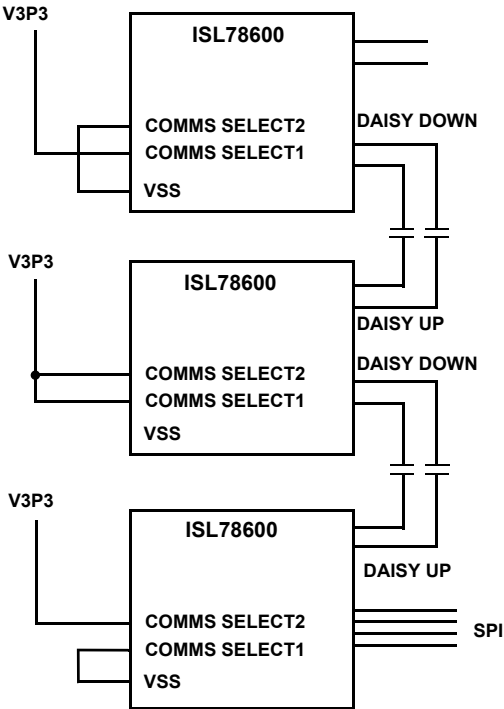 V3P3
ISL78600
COMMS SELECT2
DAISY DOWN
COMMS SELECT1
VSS
V3P3
ISL78600
DAISY UP
DAISY DOWN
COMMS SELECT2
COMMS SELECT1
VSS
V3P3
ISL78600
DAISY UP
COMMS SELECT2
SPI
COMMS SELECT1
VSS